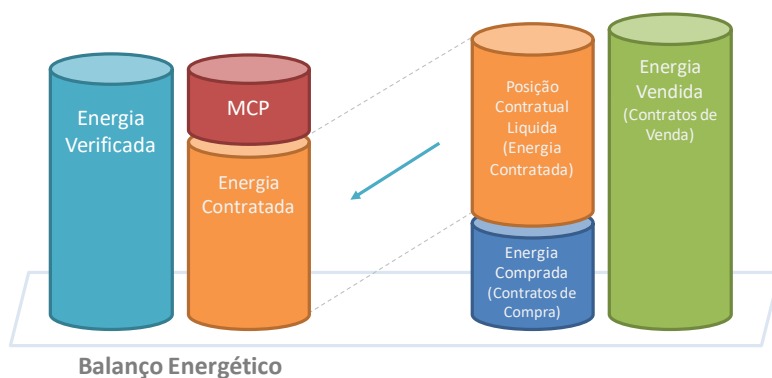 Energia
Verificada
MCP
Energia
Contratada
Posição
Contratual
Liquida
(Energia
Contratada)
Energia
Comprada
(Contratos de
Compra)
Energia
Vendida
(Contratos de
Venda)
Balanço Energético